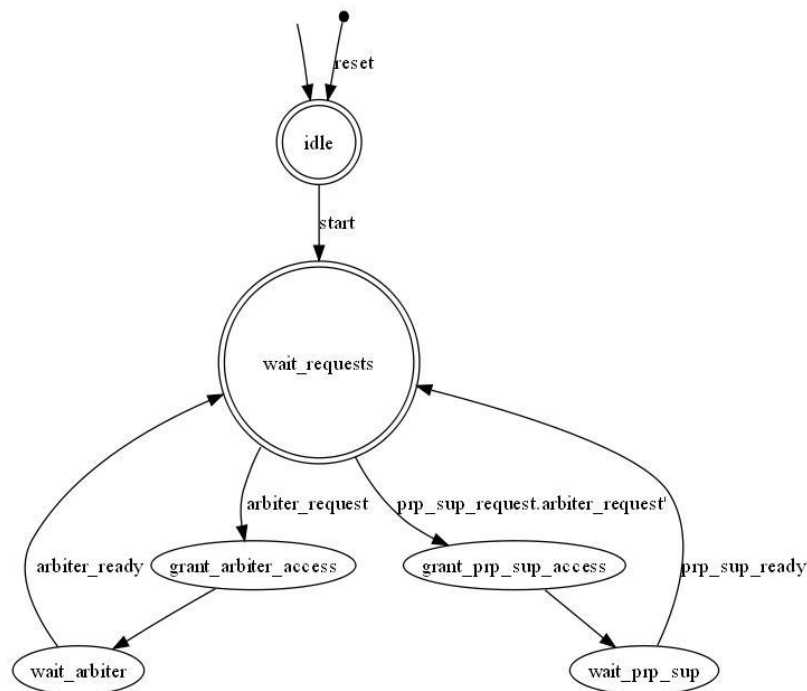 reset
idle
start
wait_requests
arbiter_request
prp_sup_request.arbiter_request'
arbiter_ready
grant_arbiter_access
grant_prp_sup_access
prp_sup_ready
wait_arbiter
wait_prp_sup